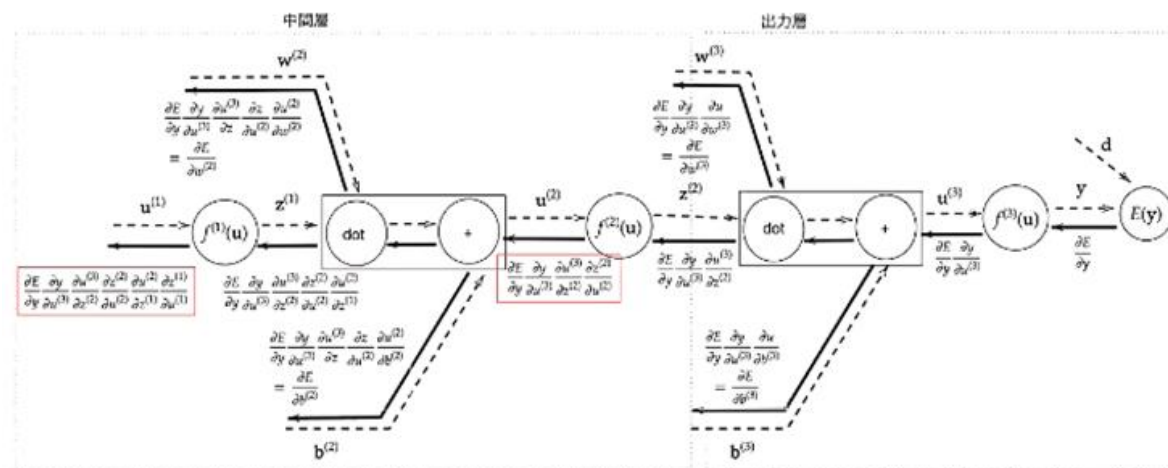 中間層
出力層
w⁽²⁾
w⁽³⁾
∂E/∂y ∂y/∂u⁽³⁾ ∂u⁽³⁾/∂z ∂z/∂u⁽²⁾ ∂u⁽²⁾/∂w⁽²⁾
= ∂E/∂w⁽²⁾
∂E/∂y ∂y/∂u⁽³⁾ ∂u/∂w⁽³⁾
= ∂E/∂w⁽³⁾
d
u⁽¹⁾
z⁽¹⁾
u⁽²⁾
z⁽²⁾
u⁽³⁾
y
f⁽¹⁾(u)
dot
+
f⁽²⁾(u)
dot
+
f⁽³⁾(u)
E(y)
∂E/∂y ∂y/∂u⁽³⁾ ∂u⁽³⁾/∂z⁽²⁾ ∂z⁽²⁾/∂u⁽²⁾ ∂u⁽²⁾/∂z⁽¹⁾ ∂z⁽¹⁾/∂u⁽¹⁾
∂E/∂y ∂y/∂u⁽³⁾ ∂u⁽³⁾/∂z⁽²⁾ ∂z⁽²⁾/∂u⁽²⁾ ∂u⁽²⁾/∂z⁽¹⁾
∂E/∂y ∂y/∂u⁽³⁾ ∂u⁽³⁾/∂z⁽²⁾ ∂z⁽²⁾/∂u⁽²⁾
∂E/∂y ∂y/∂u⁽³⁾ ∂u⁽³⁾/∂z⁽²⁾
∂E/∂y ∂y/∂u⁽³⁾
∂E/∂y
∂E/∂y ∂y/∂u⁽³⁾ ∂u⁽³⁾/∂z ∂z/∂u⁽²⁾ ∂u⁽²⁾/∂b⁽²⁾
= ∂E/∂b⁽²⁾
∂E/∂y ∂y/∂u⁽³⁾ ∂u/∂b⁽³⁾
= ∂E/∂b⁽³⁾
b⁽²⁾
b⁽³⁾